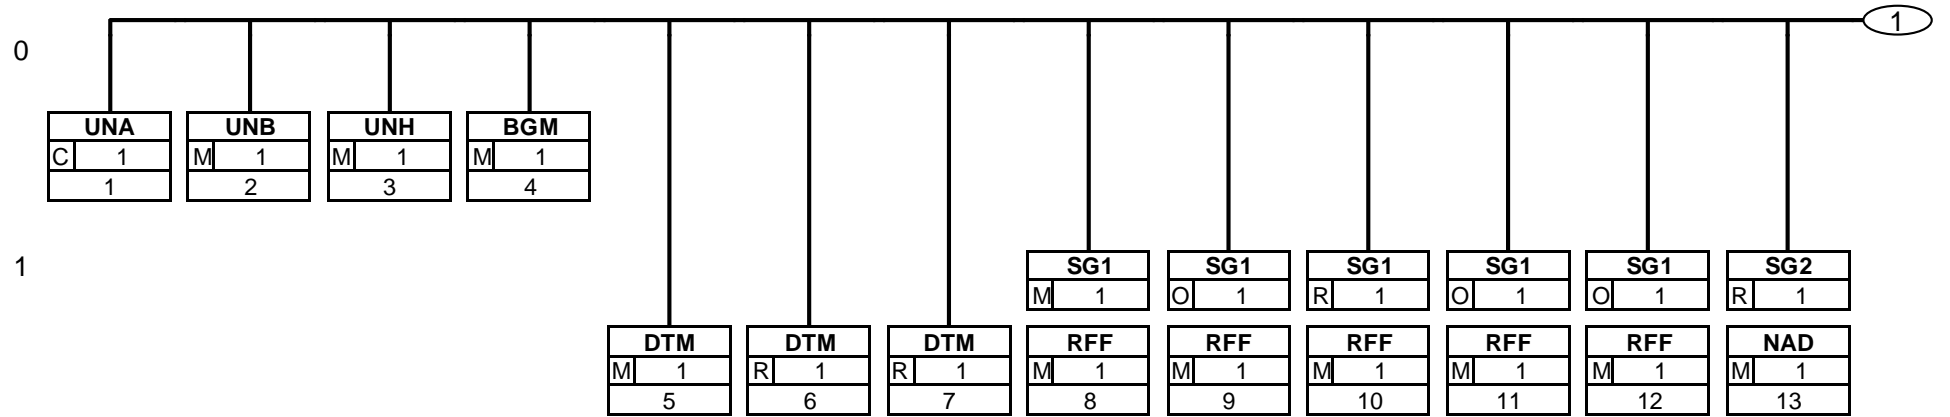 1
0
UNA UNB UNH BGM
C 1 M 1 M 1 M 1
1 2 3 4
1
SG1 SG1 SG1 SG1 SG1 SG2
M 1 O 1 R 1 O 1 O 1 R 1
DTM DTM DTM RFF RFF RFF RFF RFF NAD
M 1 R 1 R 1 M 1 M 1 M 1 M 1 M 1 M 1
5 6 7 8 9 10 11 12 13